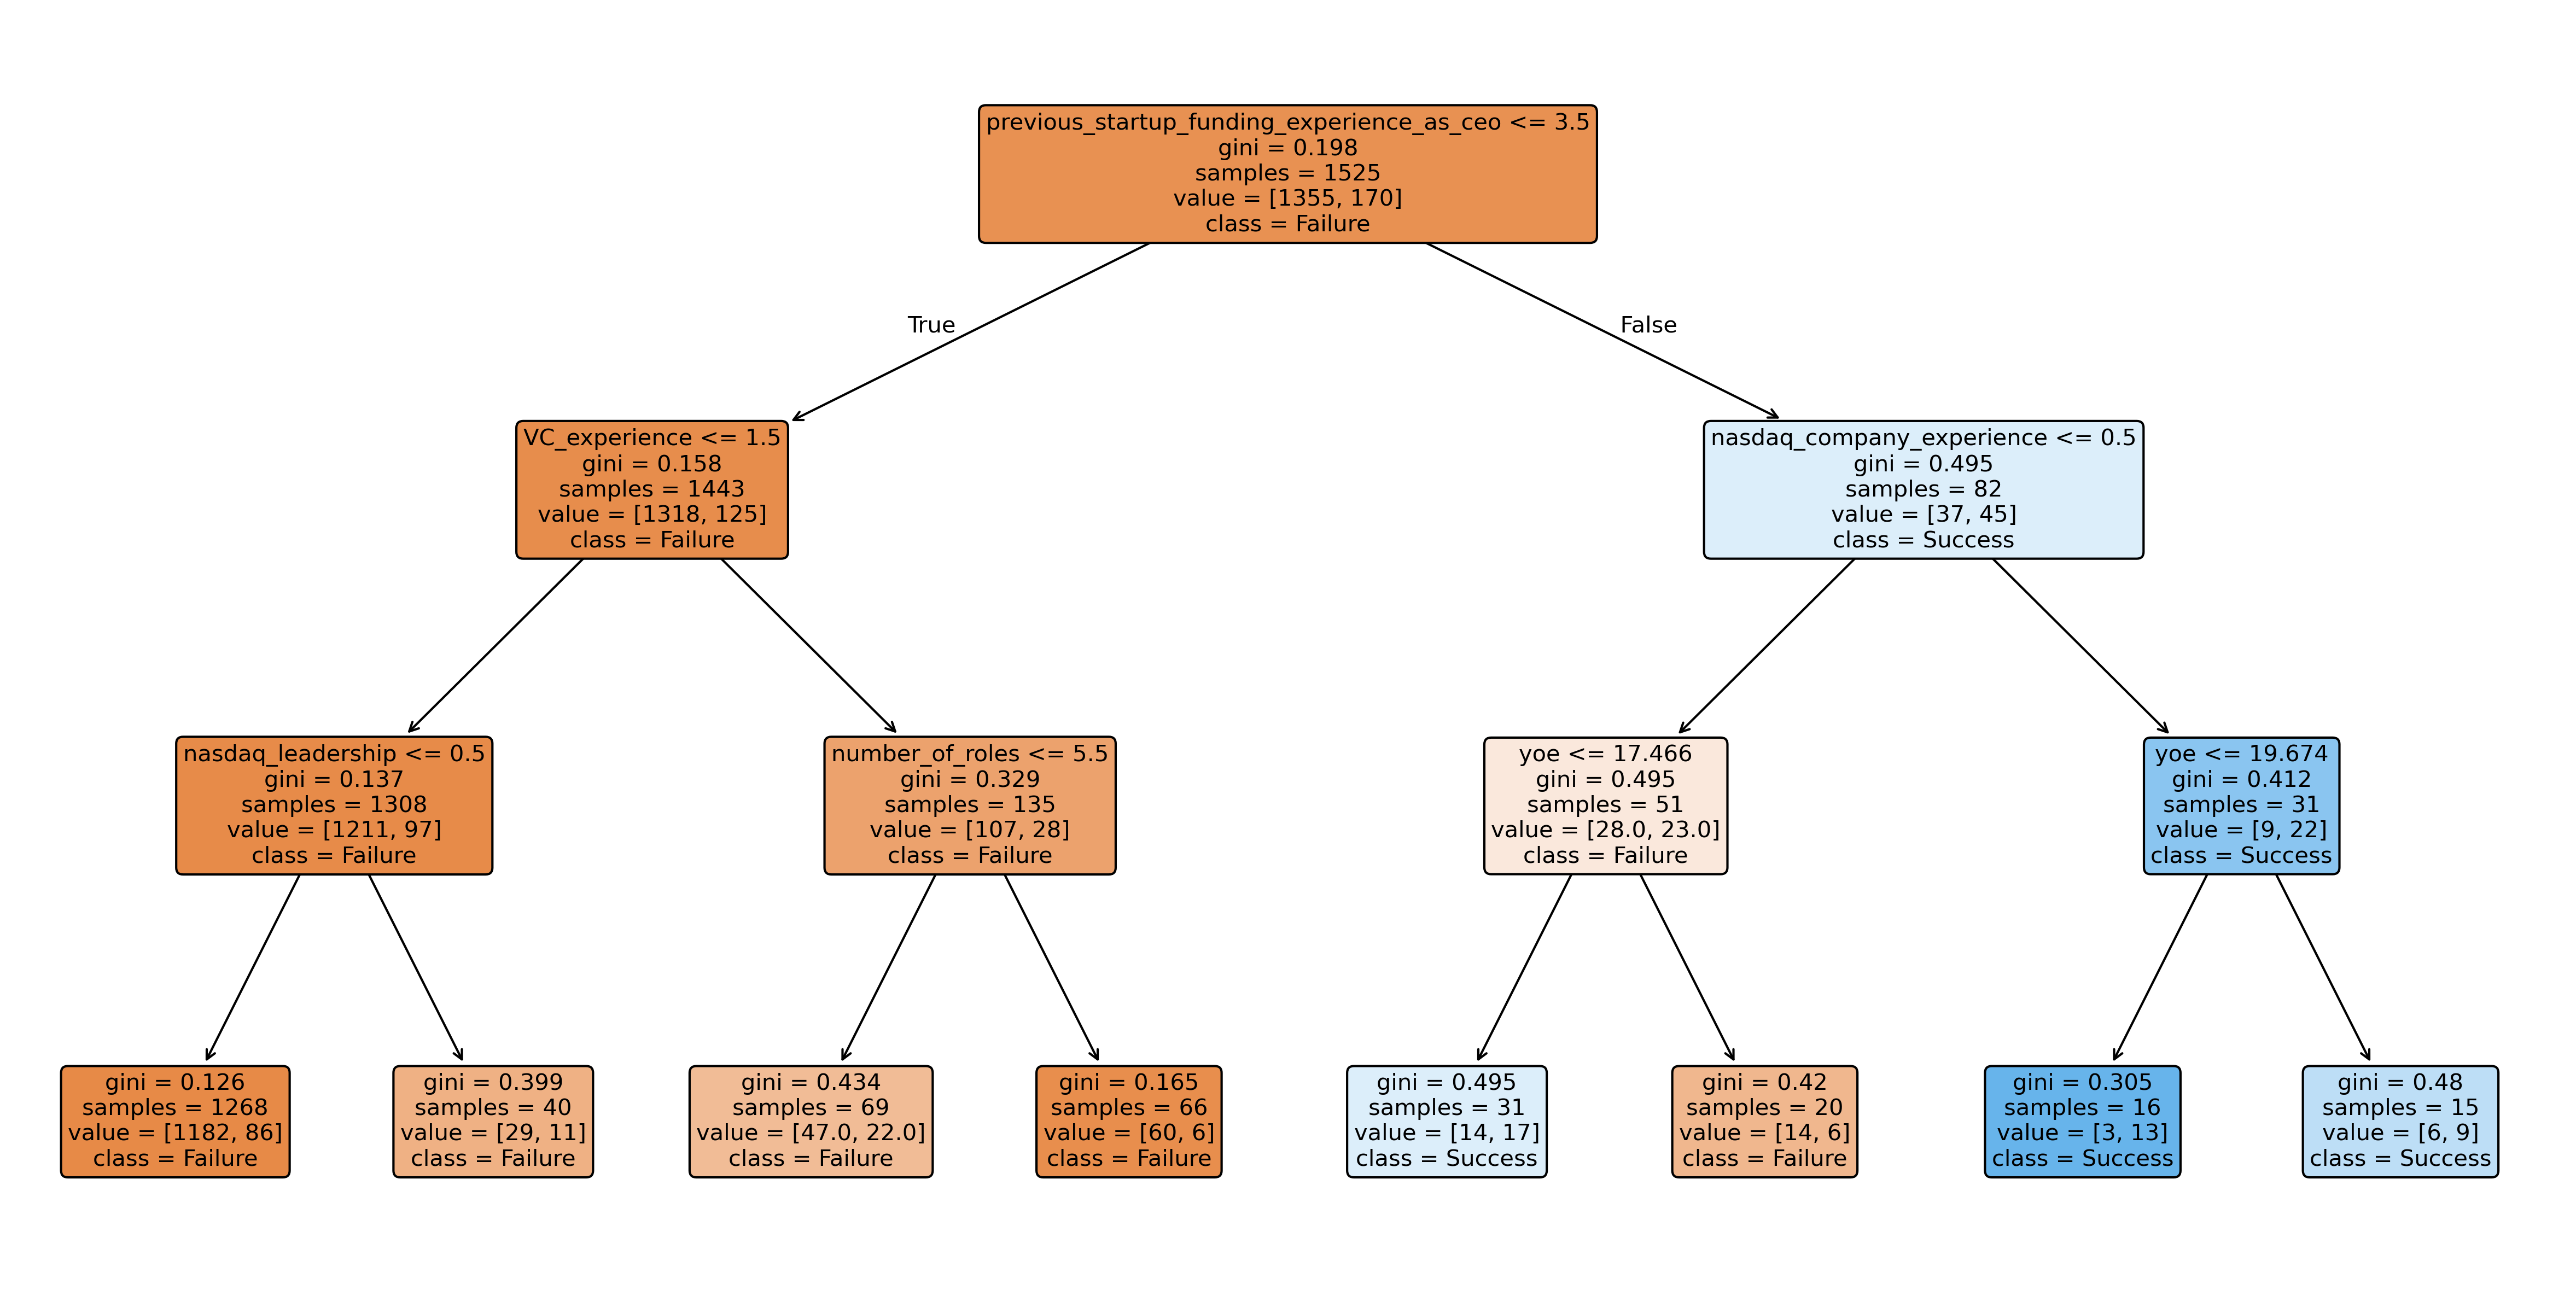 previous_startup_funding_experience_as_ceo <= 3.5
gini = 0.198
samples = 1525
value = [1355, 170]
class = Failure
True
False
VC_experience <= 1.5
gini = 0.158
samples = 1443
value = [1318, 125]
class = Failure
nasdaq_company_experience <= 0.5
gini = 0.495
samples = 82
value = [37, 45]
class = Success
nasdaq_leadership <= 0.5
gini = 0.137
samples = 1308
value = [1211, 97]
class = Failure
number_of_roles <= 5.5
gini = 0.329
samples = 135
value = [107, 28]
class = Failure
yoe <= 17.466
gini = 0.495
samples = 51
value = [28.0, 23.0]
class = Failure
yoe <= 19.674
gini = 0.412
samples = 31
value = [9, 22]
class = Success
gini = 0.126
samples = 1268
value = [1182, 86]
class = Failure
gini = 0.399
samples = 40
value = [29, 11]
class = Failure
gini = 0.434
samples = 69
value = [47.0, 22.0]
class = Failure
gini = 0.165
samples = 66
value = [60, 6]
class = Failure
gini = 0.495
samples = 31
value = [14, 17]
class = Success
gini = 0.42
samples = 20
value = [14, 6]
class = Failure
gini = 0.305
samples = 16
value = [3, 13]
class = Success
gini = 0.48
samples = 15
value = [6, 9]
class = Success